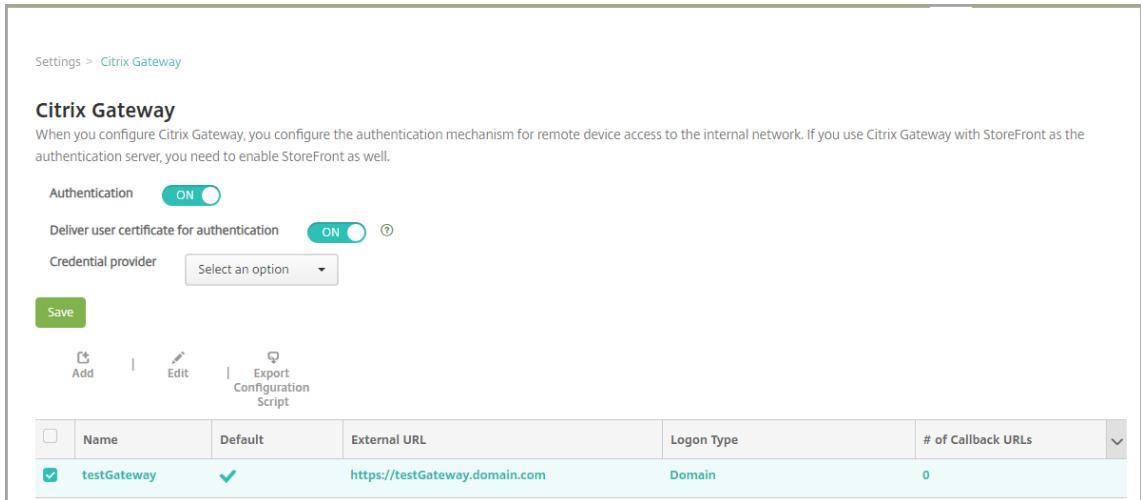 Settings > Citrix Gateway
Citrix Gateway
When you configure Citrix Gateway, you configure the authentication mechanism for remote device access to the internal network. If you use Citrix Gateway with StoreFront as the
authentication server, you need to enable StoreFront as well.
Authentication ON
Deliver user certificate for authentication ON ?
Credential provider Select an option
Save
Add | Edit | Export
Configuration
Script
Name Default External URL Logon Type # of Callback URLs
testGateway https://testGateway.domain.com Domain 0